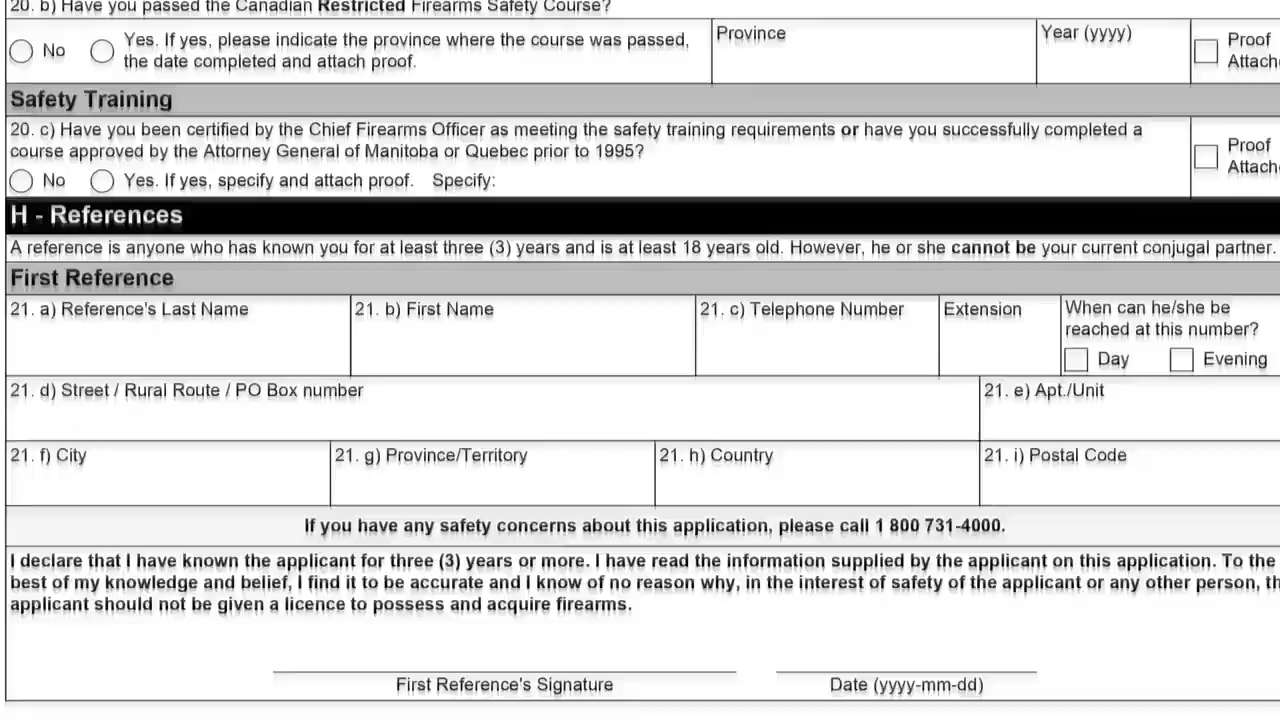 20. b) Have you passed the Canadian Restricted Firearms Safety Course?
No
Yes. If yes, please indicate the province where the course was passed,
the date completed and attach proof.
Province
Year (yyyy)
Proof
Safety Training
20. c) Have you been certified by the Chief Firearms Officer as meeting the safety training requirements or have you successfully completed a
course approved by the Attorney General of Manitoba or Quebec prior to 1995?
Proof
No
Yes. If yes, specify and attach proof. Specify:
H - References
A reference is anyone who has known you for at least three (3) years and is at least 18 years old. However, he or she cannot be your current conjugal partner.
First Reference
21. a) Reference's Last Name
21. b) First Name
21. c) Telephone Number
Extension
When can he/she be
reached at this number?
Day
Evening
21. d) Street / Rural Route / PO Box number
21. e) Apt./Unit
21. f) City
21. g) Province/Territory
21. h) Country
21. i) Postal Code
If you have any safety concerns about this application, please call 1 800 731-4000.
I declare that I have known the applicant for three (3) years or more. I have read the information supplied by the applicant on this application. To the
best of my knowledge and belief, I find it to be accurate and I know of no reason why, in the interest of safety of the applicant or any other person,
applicant should not be given a licence to possess and acquire firearms.
First Reference's Signature
Date (yyyy-mm-dd)